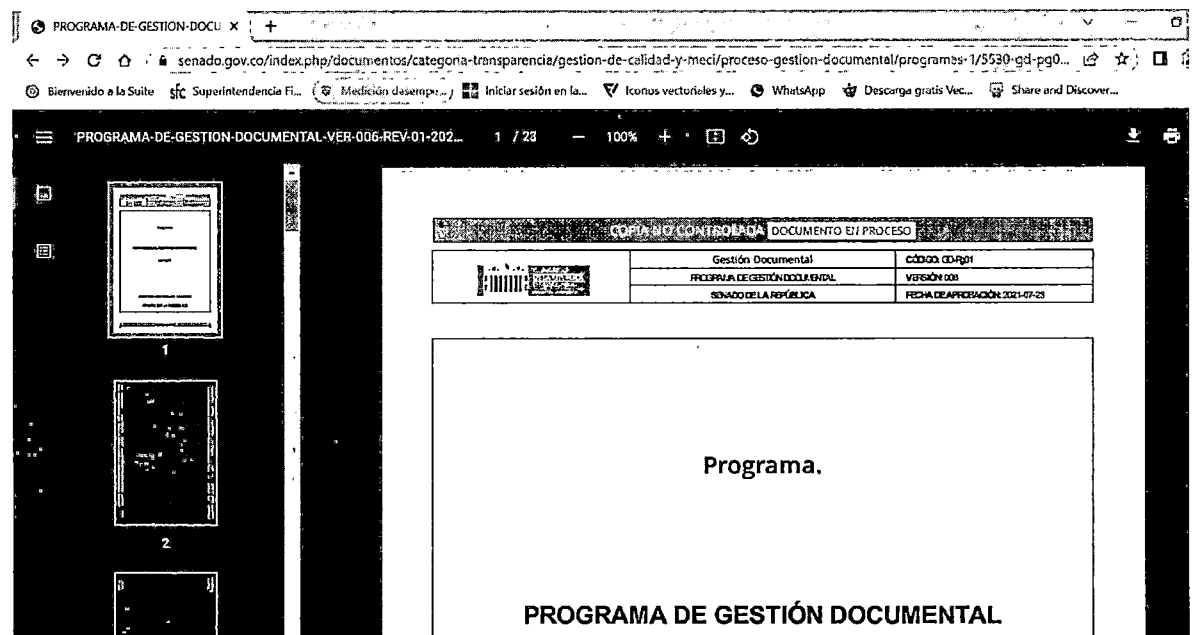 PROGRAMA-DE-GESTION-DOCU
senado.gov.co/index.php/documentos/categoria-transparencia/gestion-de-calidad-y-meci/proceso-gestion-documental/programas-1/5530-gd-pg0...
Bienvenido a la Suite sfc Superintendencia Fi... Medición desempe... Iniciar sesión en la... Iconos vectoriales y... WhatsApp Descarga gratis Vec... Share and Discover...
PROGRAMA-DE-GESTION-DOCUMENTAL-VER-006-REV-01-202... 1 / 23 100%
COPIA NO CONTROLADA DOCUMENTO EN PROCESO
Gestión Documental
PROGRAMA DE GESTIÓN DOCUMENTAL
SENADO DE LA REPÚBLICA
VERSIÓN: 006
FECHA DE APROBACIÓN: 2021-07-23
1
2
Programa.
PROGRAMA DE GESTIÓN DOCUMENTAL